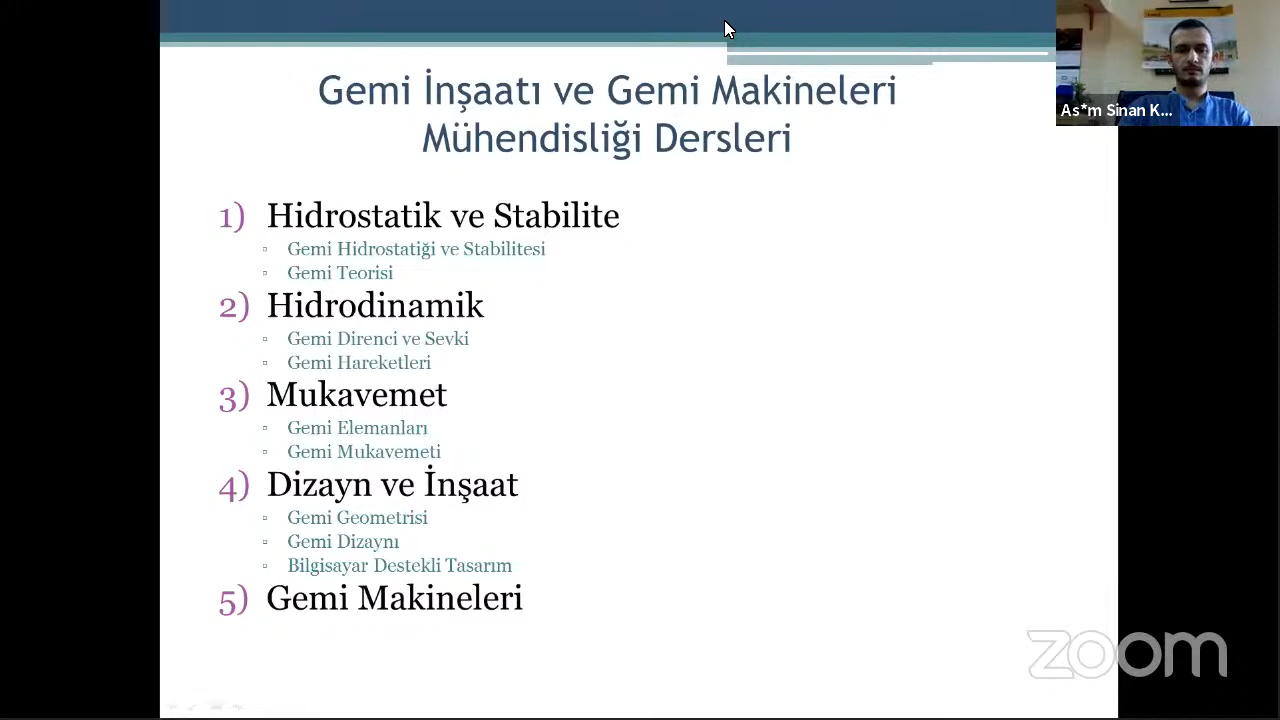 Gemi İnşaatı ve Gemi Makineleri
Mühendisliği Dersleri
As*m Sinan K...
1) Hidrostatik ve Stabilite
▫ Gemi Hidrostatiği ve Stabilitesi
▫ Gemi Teorisi
2) Hidrodinamik
▫ Gemi Direnci ve Sevki
▫ Gemi Hareketleri
3) Mukavemet
▫ Gemi Elemanları
▫ Gemi Mukavemeti
4) Dizayn ve İnşaat
▫ Gemi Geometrisi
▫ Gemi Dizaynı
▫ Bilgisayar Destekli Tasarım
5) Gemi Makineleri
zoom